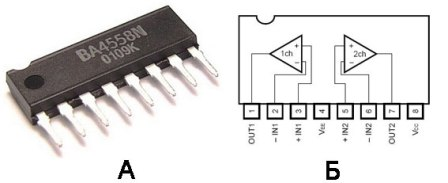 BA4558N
0109K
1ch
+
−
2ch
+
−
1
2
3
4
5
6
7
8
OUT1
− IN1
+ IN1
VEE
+ IN2
− IN2
OUT2
VCC
А
Б